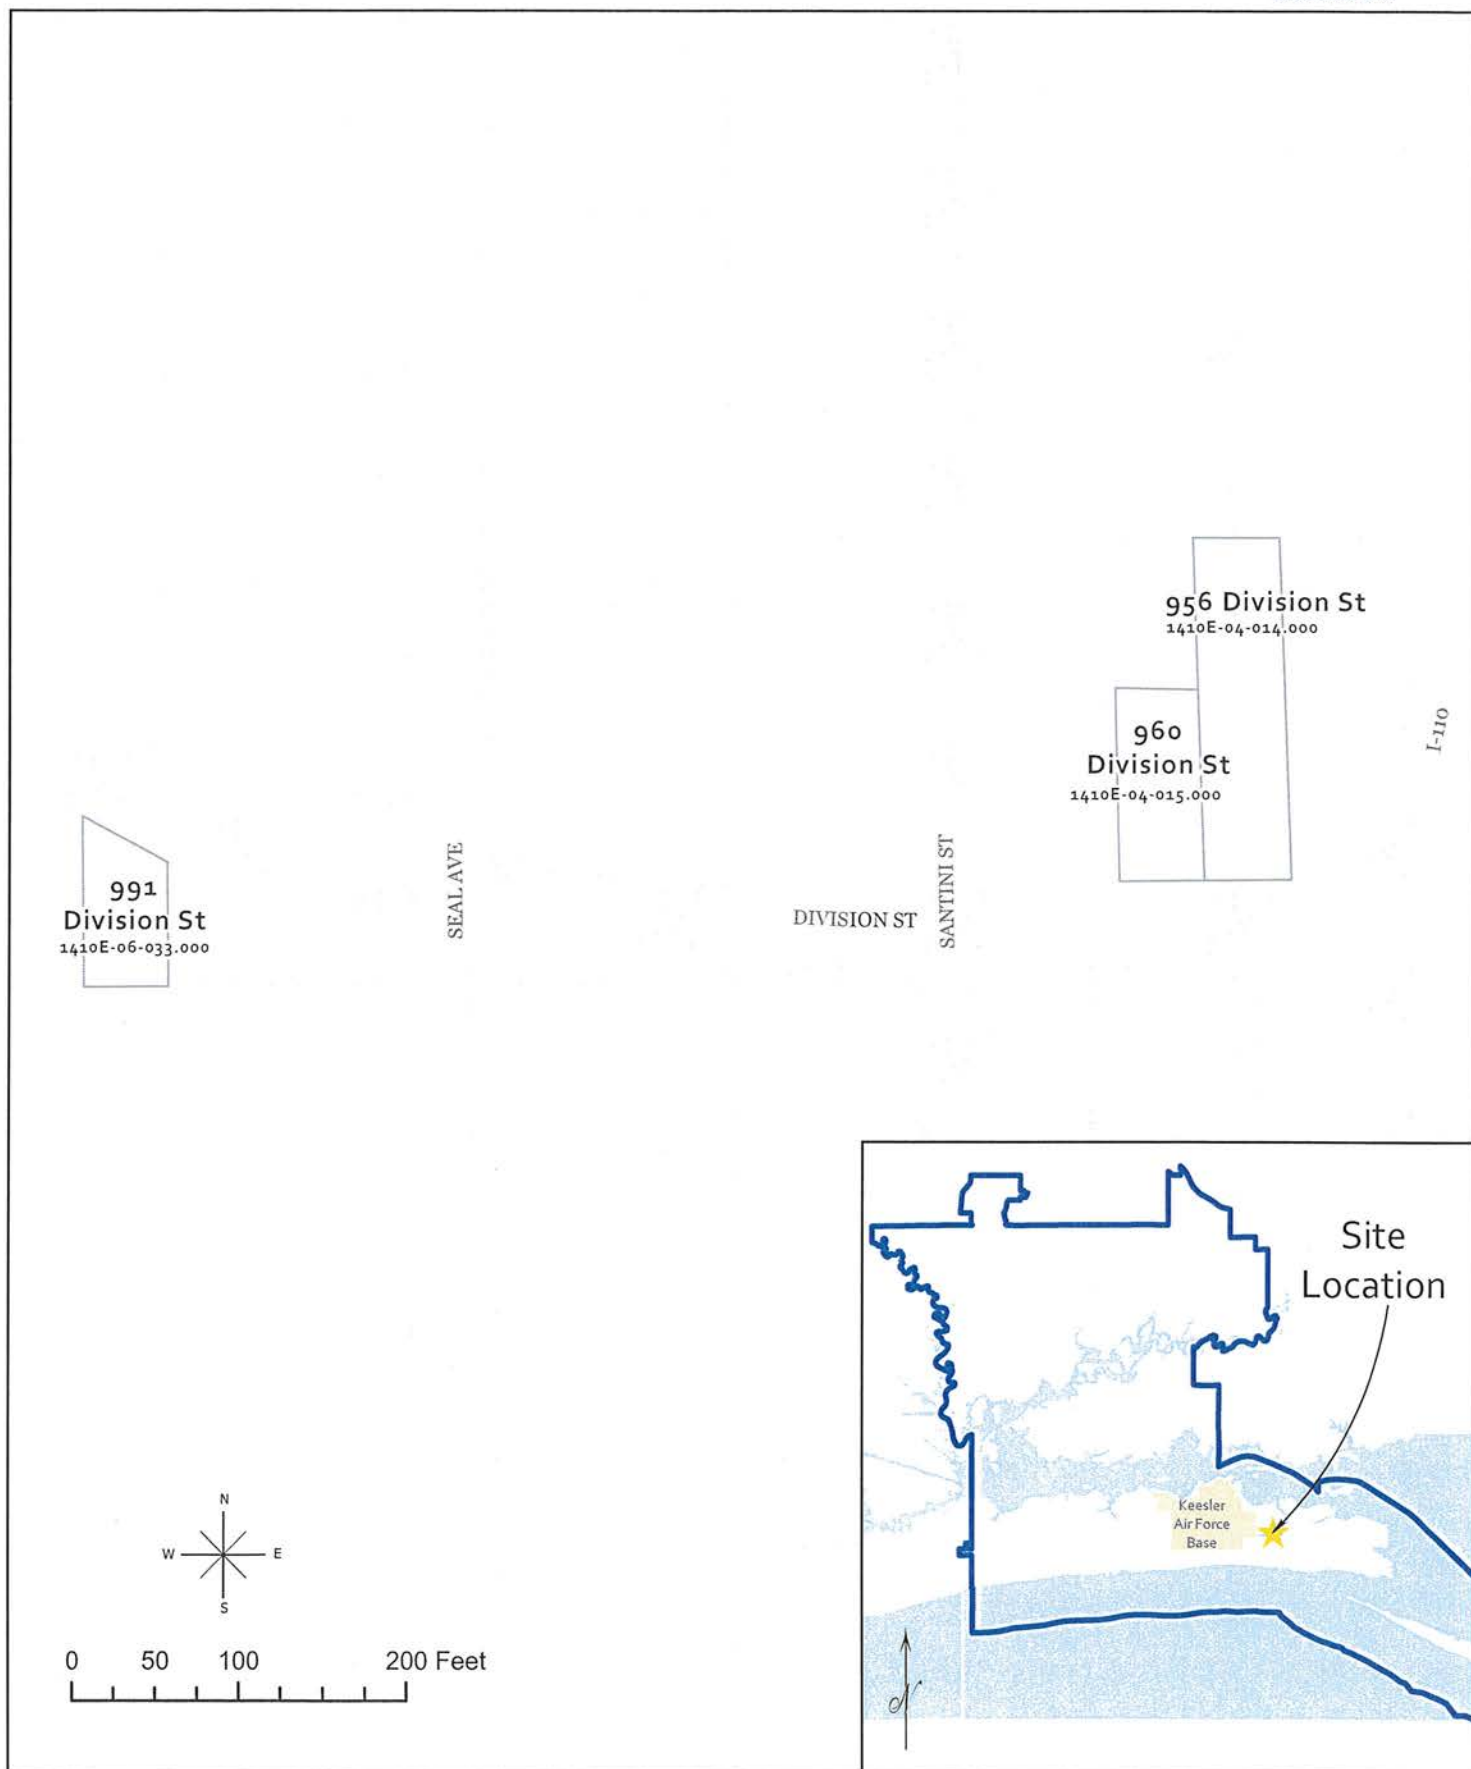 956 Division St
1410E-04-014.000
960
Division St
1410E-04-015.000
I-110
991
Division St
1410E-06-033.000
SEAL AVE
DIVISION ST
SANTINI ST
Site
Location
Keesler
Air Force
Base
N
W
E
S
0 50 100 200 Feet
N